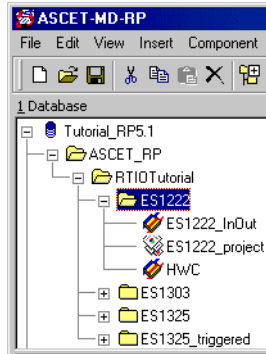 ASCET-MD-RP
File Edit View Insert Component
1 Database
Tutorial_RP5.1
ASCET_RP
RTIOTutorial
ES1222
ES1222_InOut
ES1222_project
HWC
ES1303
ES1325
ES1325_triggered